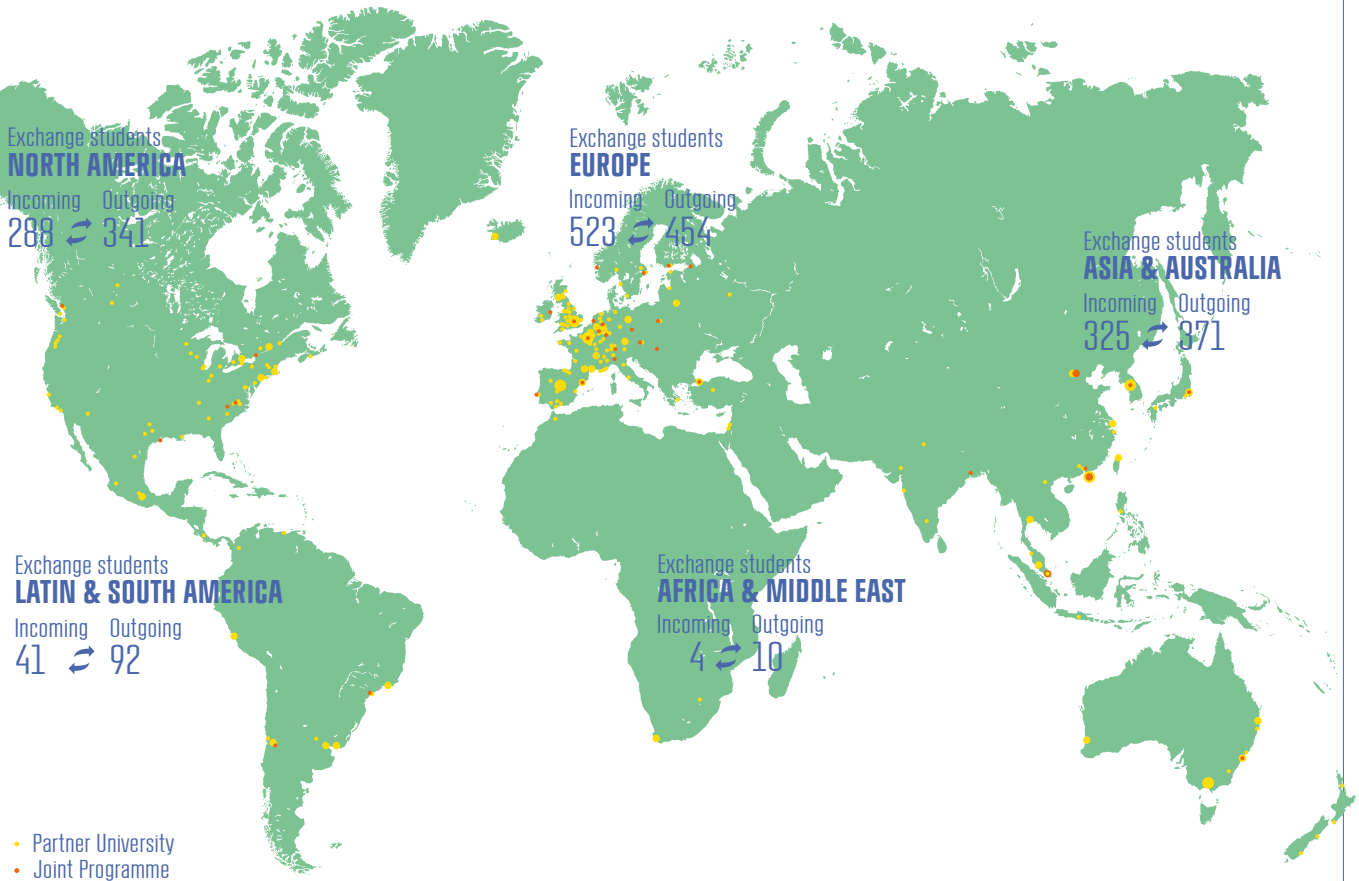 Exchange students
NORTH AMERICA
Incoming Outgoing
288 341
Exchange students
EUROPE
Incoming Outgoing
523 454
Exchange students
ASIA & AUSTRALIA
Incoming Outgoing
325 371
Exchange students
LATIN & SOUTH AMERICA
Incoming Outgoing
41 92
Exchange students
AFRICA & MIDDLE EAST
Incoming Outgoing
4 10
Partner University
Joint Programme